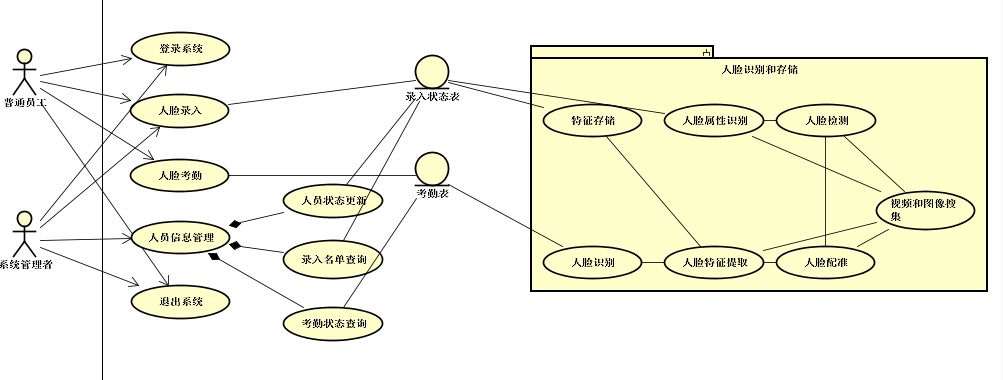 登录系统
普通员工
人脸录入
录入状态表
人脸识别和存储
特征存储
人脸属性识别
人脸检测
人脸考勤
考勤表
人员状态更新
视频和图像搜
集
系统管理者
人员信息管理
录入名单查询
人脸识别
人脸特征提取
人脸配准
退出系统
考勤状态查询